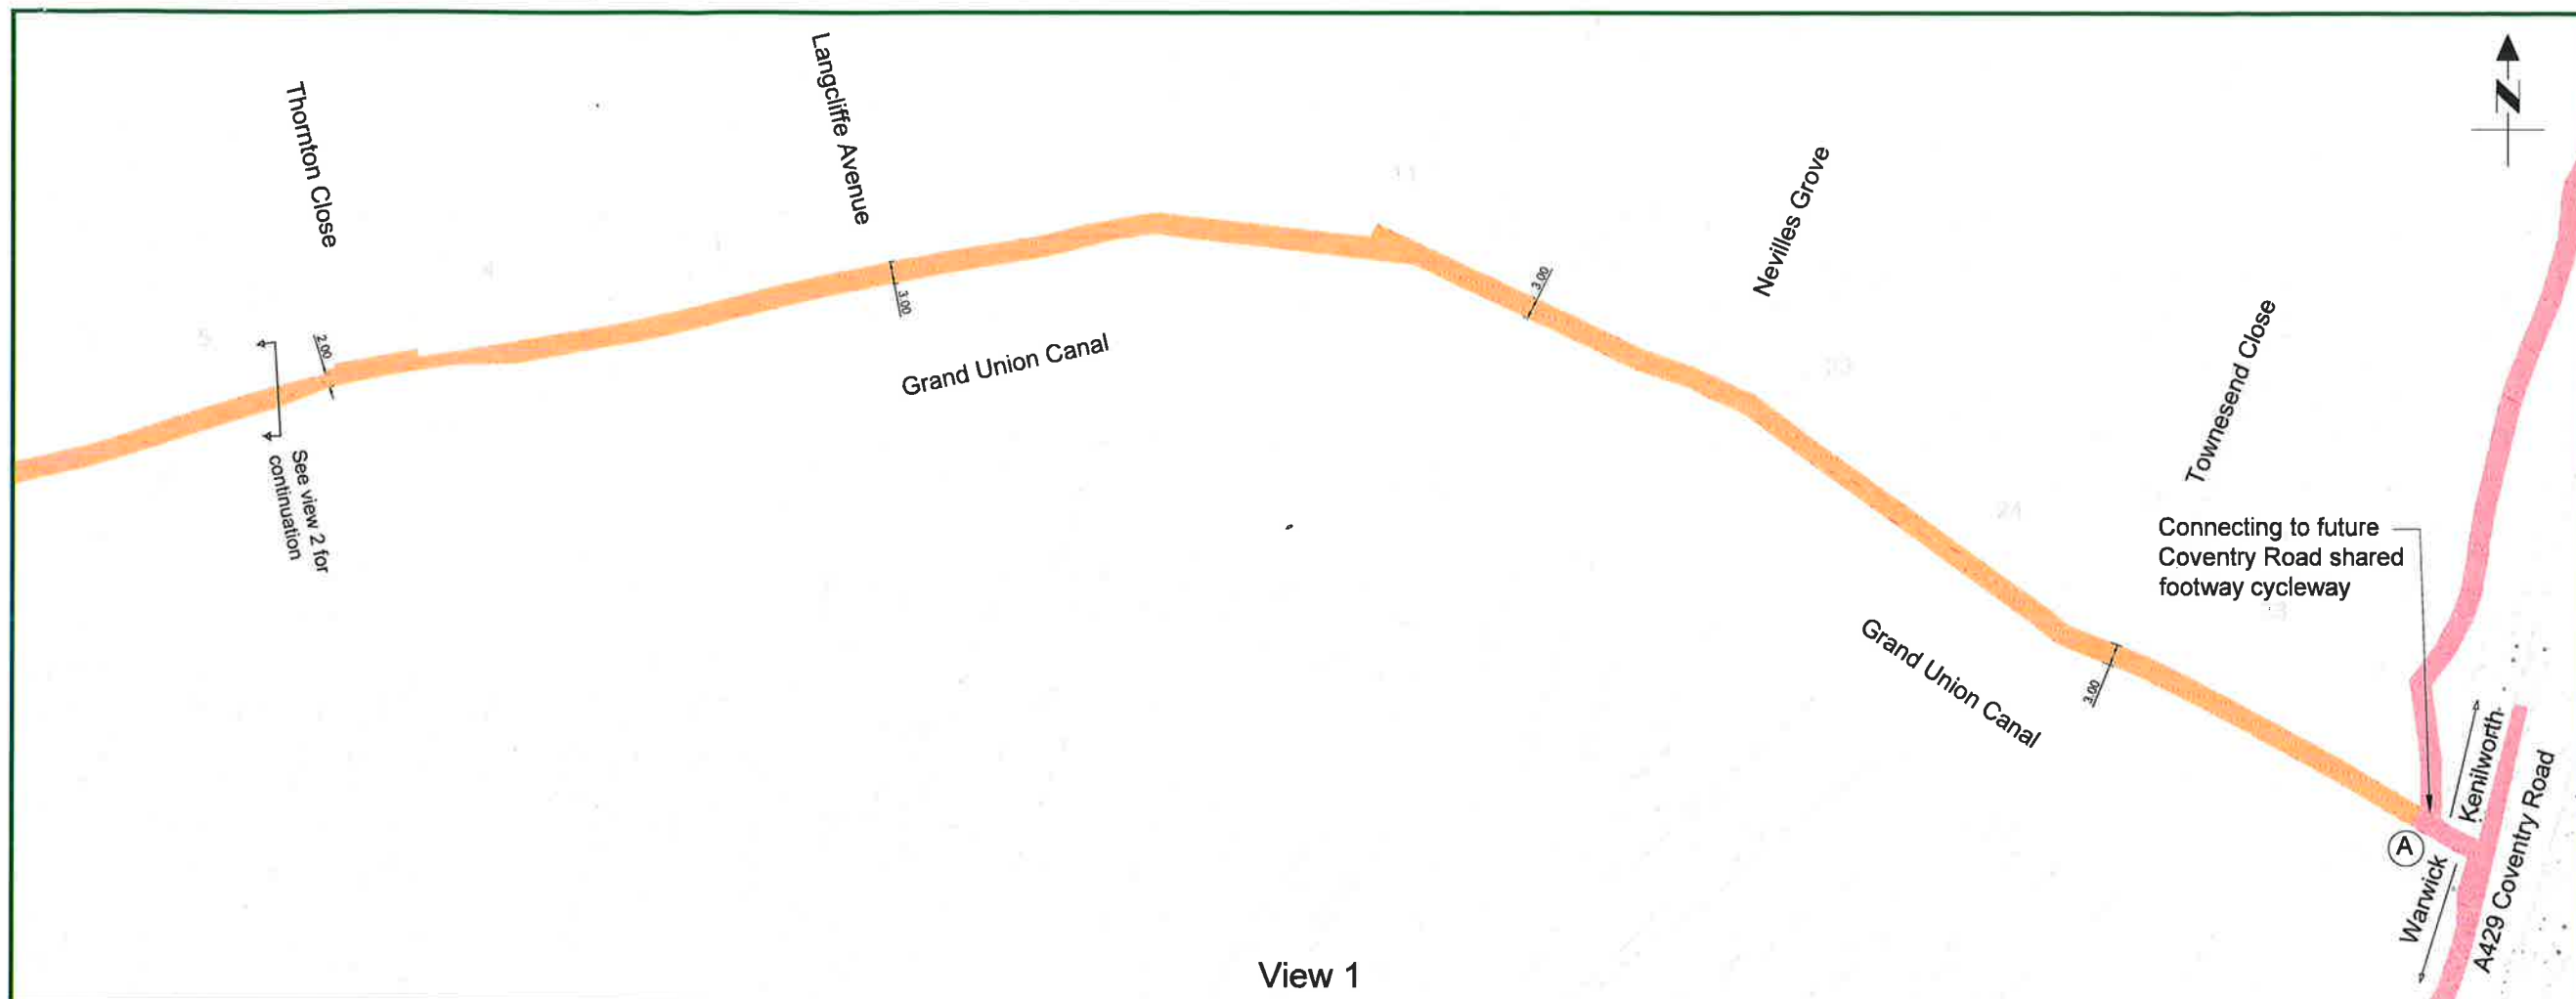 Thornton Close
Langcliffe Avenue
Nevilles Grove
Townesend Close
N
2.00
3.00
3.00
3.00
Grand Union Canal
Grand Union Canal
See view 2 for
continuation
Connecting to future
Coventry Road shared
footway cycleway
Kenilworth
A
Warwick
A429 Coventry Road
View 1